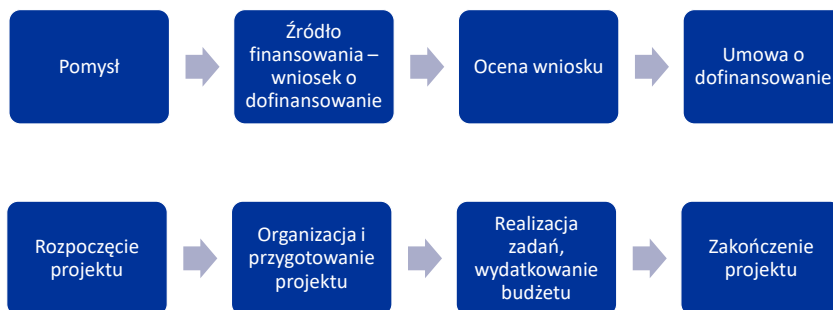 Pomysł
Źródło
finansowania –
wniosek o
dofinansowanie
Ocena wniosku
Umowa o
dofinansowanie
Rozpoczęcie
projektu
Organizacja i
przygotowanie
projektu
Realizacja
zadań,
wydatkowanie
budżetu
Zakończenie
projektu